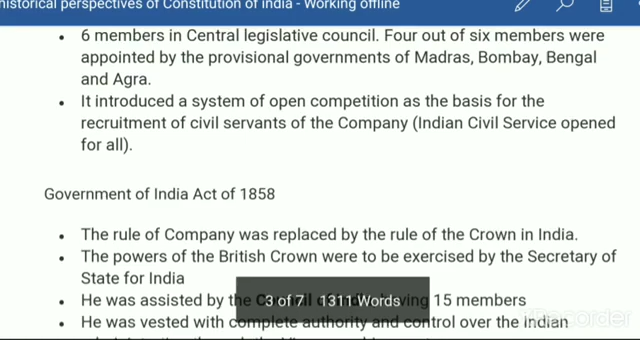 historical perspectives of Constitution of india - Working offline
6 members in Central legislative council. Four out of six members were
appointed by the provisional governments of Madras, Bombay, Bengal
and Agra.
It introduced a system of open competition as the basis for the
recruitment of civil servants of the Company (Indian Civil Service opened
for all).
Government of India Act of 1858
The rule of Company was replaced by the rule of the Crown in India.
The powers of the British Crown were to be exercised by the Secretary of
State for India
He was assisted by the 15 members
3 of 7 1311 Words
He was vested with complete authority and control over the Indian